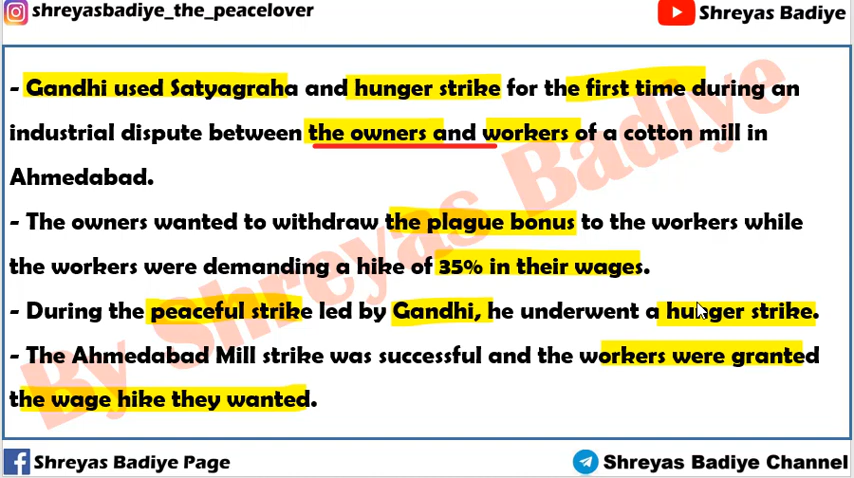 shreyasbadiye_the_peacelover
Shreyas Badiye
- Gandhi used Satyagraha and hunger strike for the first time during an
industrial dispute between the owners and workers of a cotton mill in
Ahmedabad.
- The owners wanted to withdraw the plague bonus to the workers while
the workers were demanding a hike of 35% in their wages.
- During the peaceful strike led by Gandhi, he underwent a hunger strike.
- The Ahmedabad Mill strike was successful and the workers were granted
the wage hike they wanted.
By Shreyas Badiye
Shreyas Badiye Page
Shreyas Badiye Channel